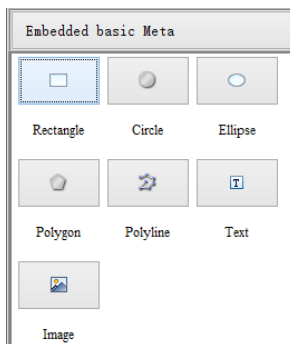 Embedded basic Meta
Rectangle Circle Ellipse
T
Polygon Polyline Text
Image